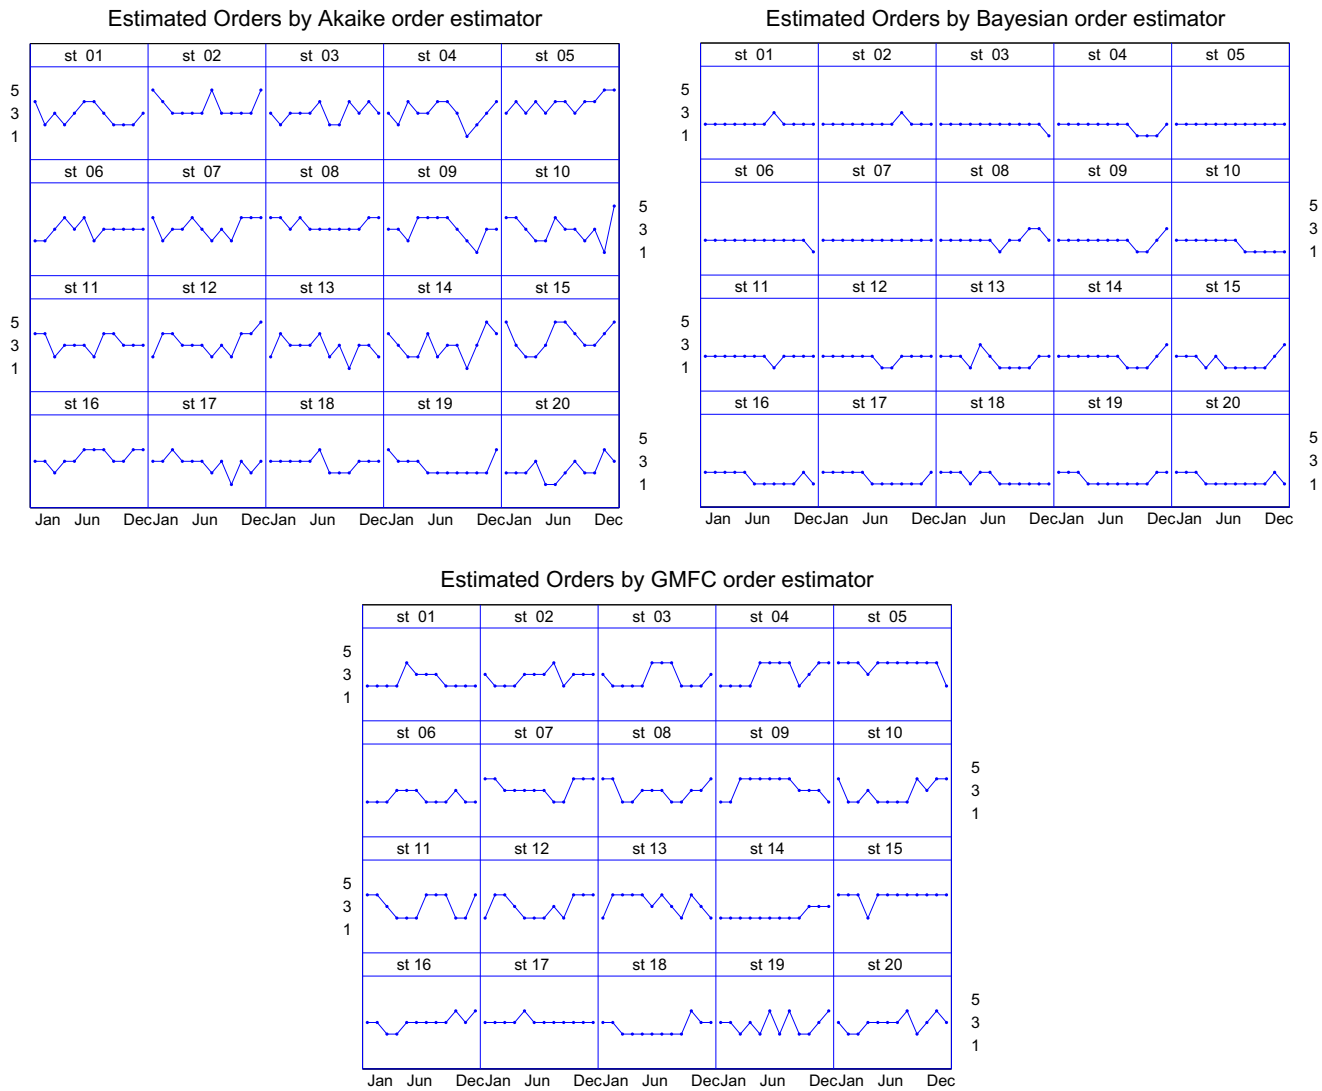 Estimated Orders by Akaike order estimator
st 01 st 02 st 03 st 04 st 05
5
3
1
st 06 st 07 st 08 st 09 st 10
5
3
1
st 11 st 12 st 13 st 14 st 15
5
3
1
st 16 st 17 st 18 st 19 st 20
5
3
1
Jan Jun DecJan Jun DecJan Jun DecJan Jun DecJan Jun Dec
Estimated Orders by Bayesian order estimator
st 01 st 02 st 03 st 04 st 05
5
3
1
st 06 st 07 st 08 st 09 st 10
5
3
1
st 11 st 12 st 13 st 14 st 15
5
3
1
st 16 st 17 st 18 st 19 st 20
5
3
1
Jan Jun DecJan Jun DecJan Jun DecJan Jun DecJan Jun Dec
Estimated Orders by GMFC order estimator
st 01 st 02 st 03 st 04 st 05
5
3
1
st 06 st 07 st 08 st 09 st 10
5
3
1
st 11 st 12 st 13 st 14 st 15
5
3
1
st 16 st 17 st 18 st 19 st 20
5
3
1
Jan Jun DecJan Jun DecJan Jun DecJan Jun DecJan Jun Dec